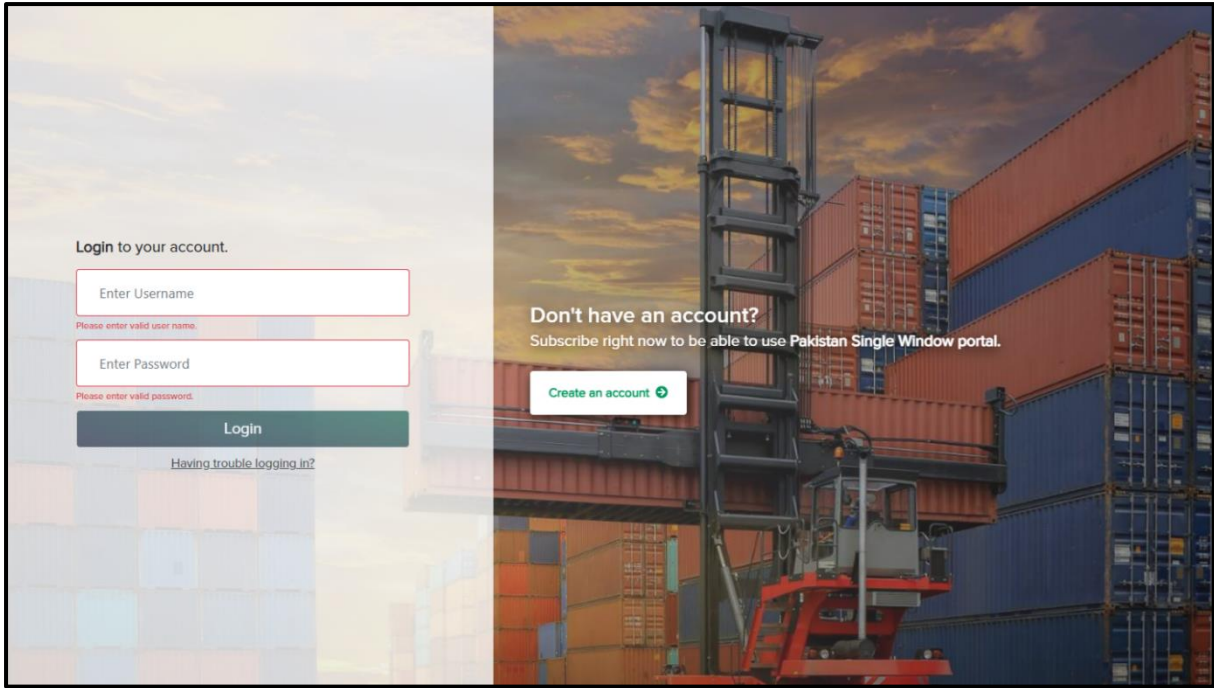 Login to your account.
Enter Username
Please enter valid user name.
Enter Password
Please enter valid password.
Login
Having trouble logging in?
Don't have an account?
Subscribe right now to be able to use Pakistan Single Window portal.
Create an account